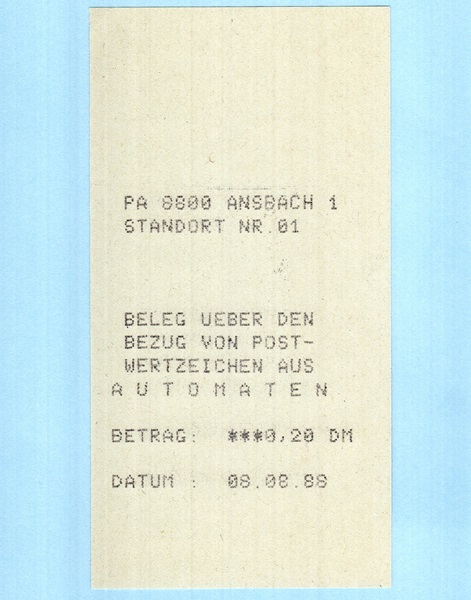 PA 8800 ANSBACH 1
STANDORT NR.01
BELEG UEBER DEN
BEZUG VON POST-
WERTZEICHEN AUS
A U T O M A T E N
BETRAG: ***0,20 DM
DATUM : 08.08.88